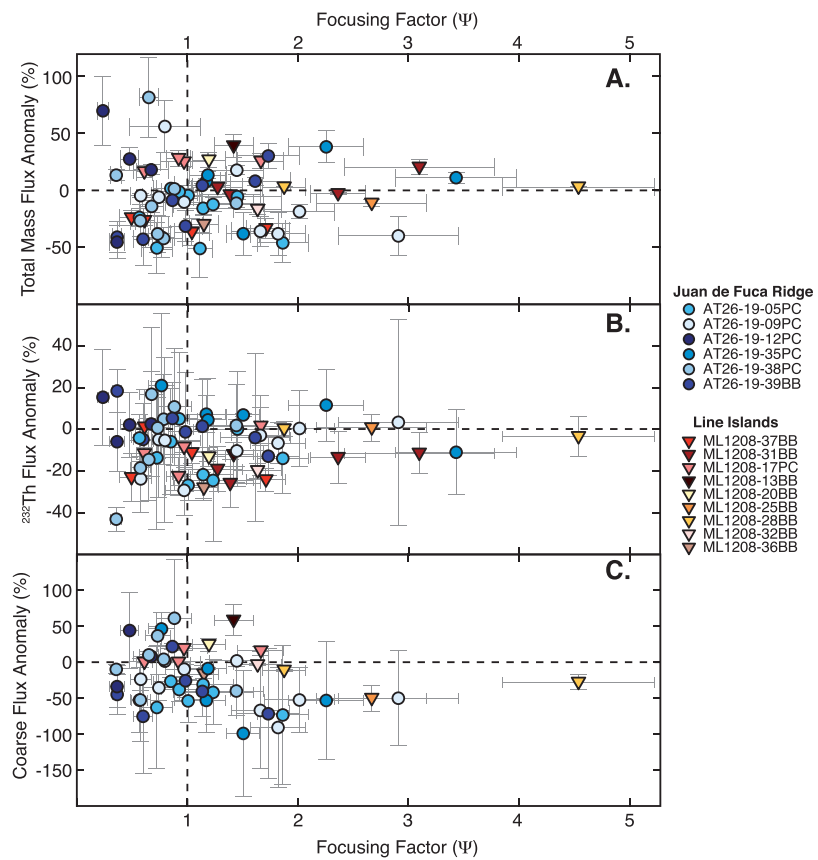 Focusing Factor (Ψ)
1 2 3 4 5
A.
Total Mass Flux Anomaly (%)
100
50
0
-50
B.
²³²Th Flux Anomaly (%)
40
20
0
-20
-40
C.
Coarse Flux Anomaly (%)
100
50
0
-50
-100
-150
1 2 3 4 5
Focusing Factor (Ψ)
Juan de Fuca Ridge
AT26-19-05PC
AT26-19-09PC
AT26-19-12PC
AT26-19-35PC
AT26-19-38PC
AT26-19-39BB
Line Islands
ML1208-37BB
ML1208-31BB
ML1208-17PC
ML1208-13BB
ML1208-20BB
ML1208-25BB
ML1208-28BB
ML1208-32BB
ML1208-36BB